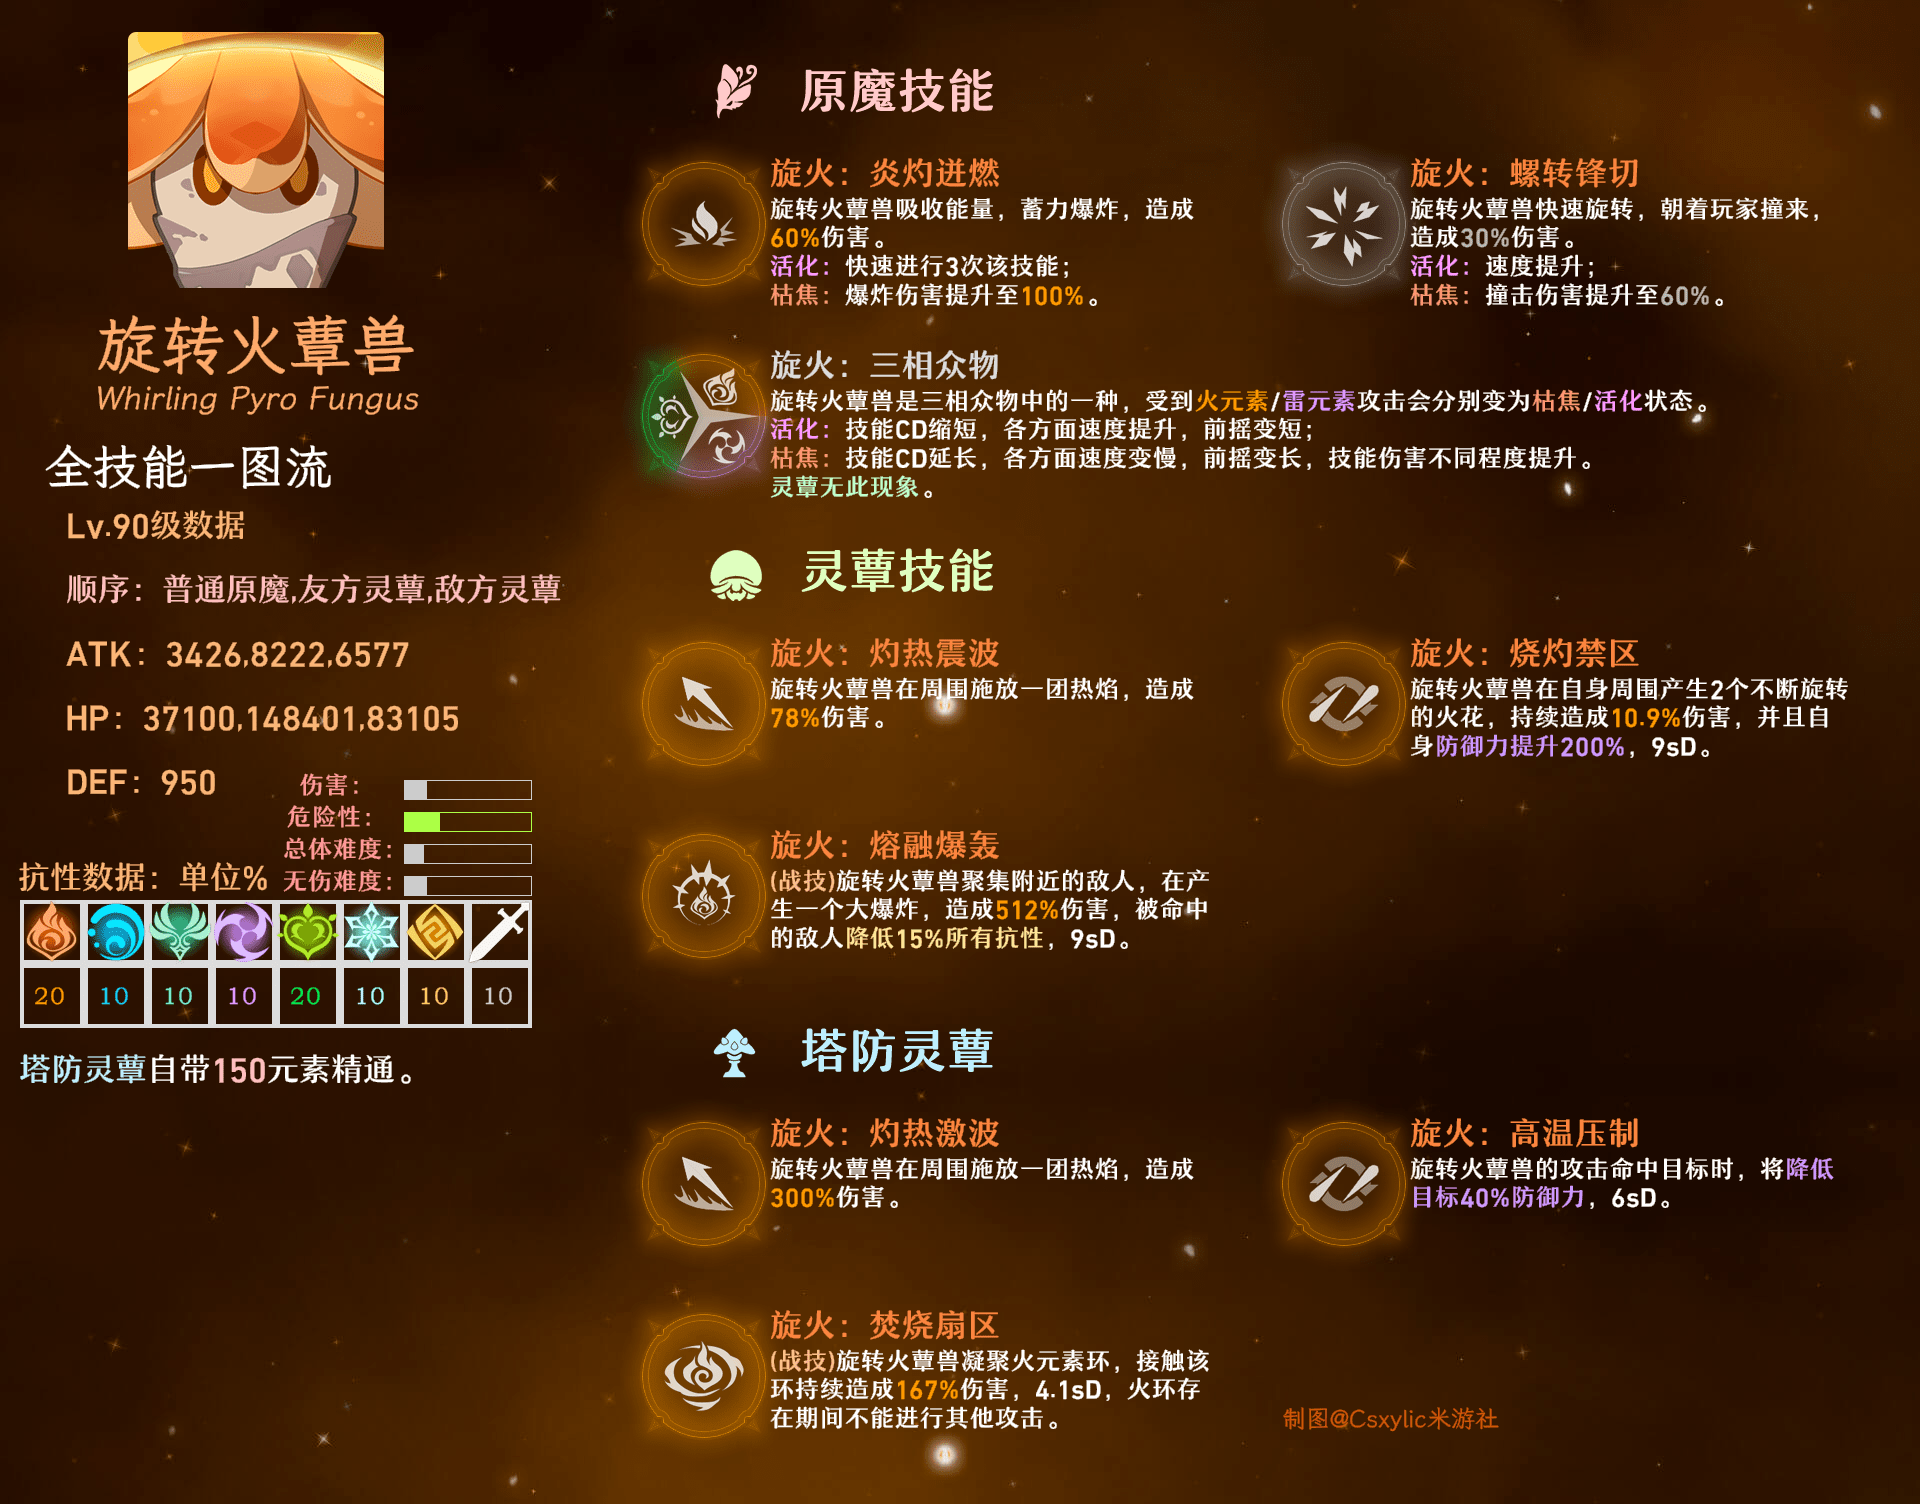 旋转火蕈兽
Whirling Pyro Fungus
全技能一图流
Lv.90级数据
顺序：普通原魔,友方灵蕈,敌方灵蕈
ATK：3426,8222,6577
HP：37100,148401,83105
DEF：950
伤害：
危险性：
总体难度：
无伤难度：
抗性数据：单位%
20 10 10 10 20 10 10 10
塔防灵蕈自带150元素精通。
原魔技能
旋火：炎灼迸燃
旋转火蕈兽吸收能量，蓄力爆炸，造成
60%伤害。
活化：快速进行3次该技能；
枯焦：爆炸伤害提升至100%。
旋火：螺转锋切
旋转火蕈兽快速旋转，朝着玩家撞来，
造成30%伤害。
活化：速度提升；
枯焦：撞击伤害提升至60%。
旋火：三相众物
旋转火蕈兽是三相众物中的一种，受到火元素/雷元素攻击会分别变为枯焦/活化状态。
活化：技能CD缩短，各方面速度提升，前摇变短；
枯焦：技能CD延长，各方面速度变慢，前摇变长，技能伤害不同程度提升。
灵蕈无此现象。
灵蕈技能
旋火：灼热震波
旋转火蕈兽在周围施放一团热焰，造成
78%伤害。
旋火：烧灼禁区
旋转火蕈兽在自身周围产生2个不断旋转
的火花，持续造成10.9%伤害，并且自
身防御力提升200%，9sD。
旋火：熔融爆轰
(战技)旋转火蕈兽聚集附近的敌人，在产
生一个大爆炸，造成512%伤害，被命中
的敌人降低15%所有抗性，9sD。
塔防灵蕈
旋火：灼热激波
旋转火蕈兽在周围施放一团热焰，造成
300%伤害。
旋火：高温压制
旋转火蕈兽的攻击命中目标时，将降低
目标40%防御力，6sD。
旋火：焚烧扇区
(战技)旋转火蕈兽凝聚火元素环，接触该
环持续造成167%伤害，4.1sD，火环存
在期间不能进行其他攻击。
制图@Csxylic米游社